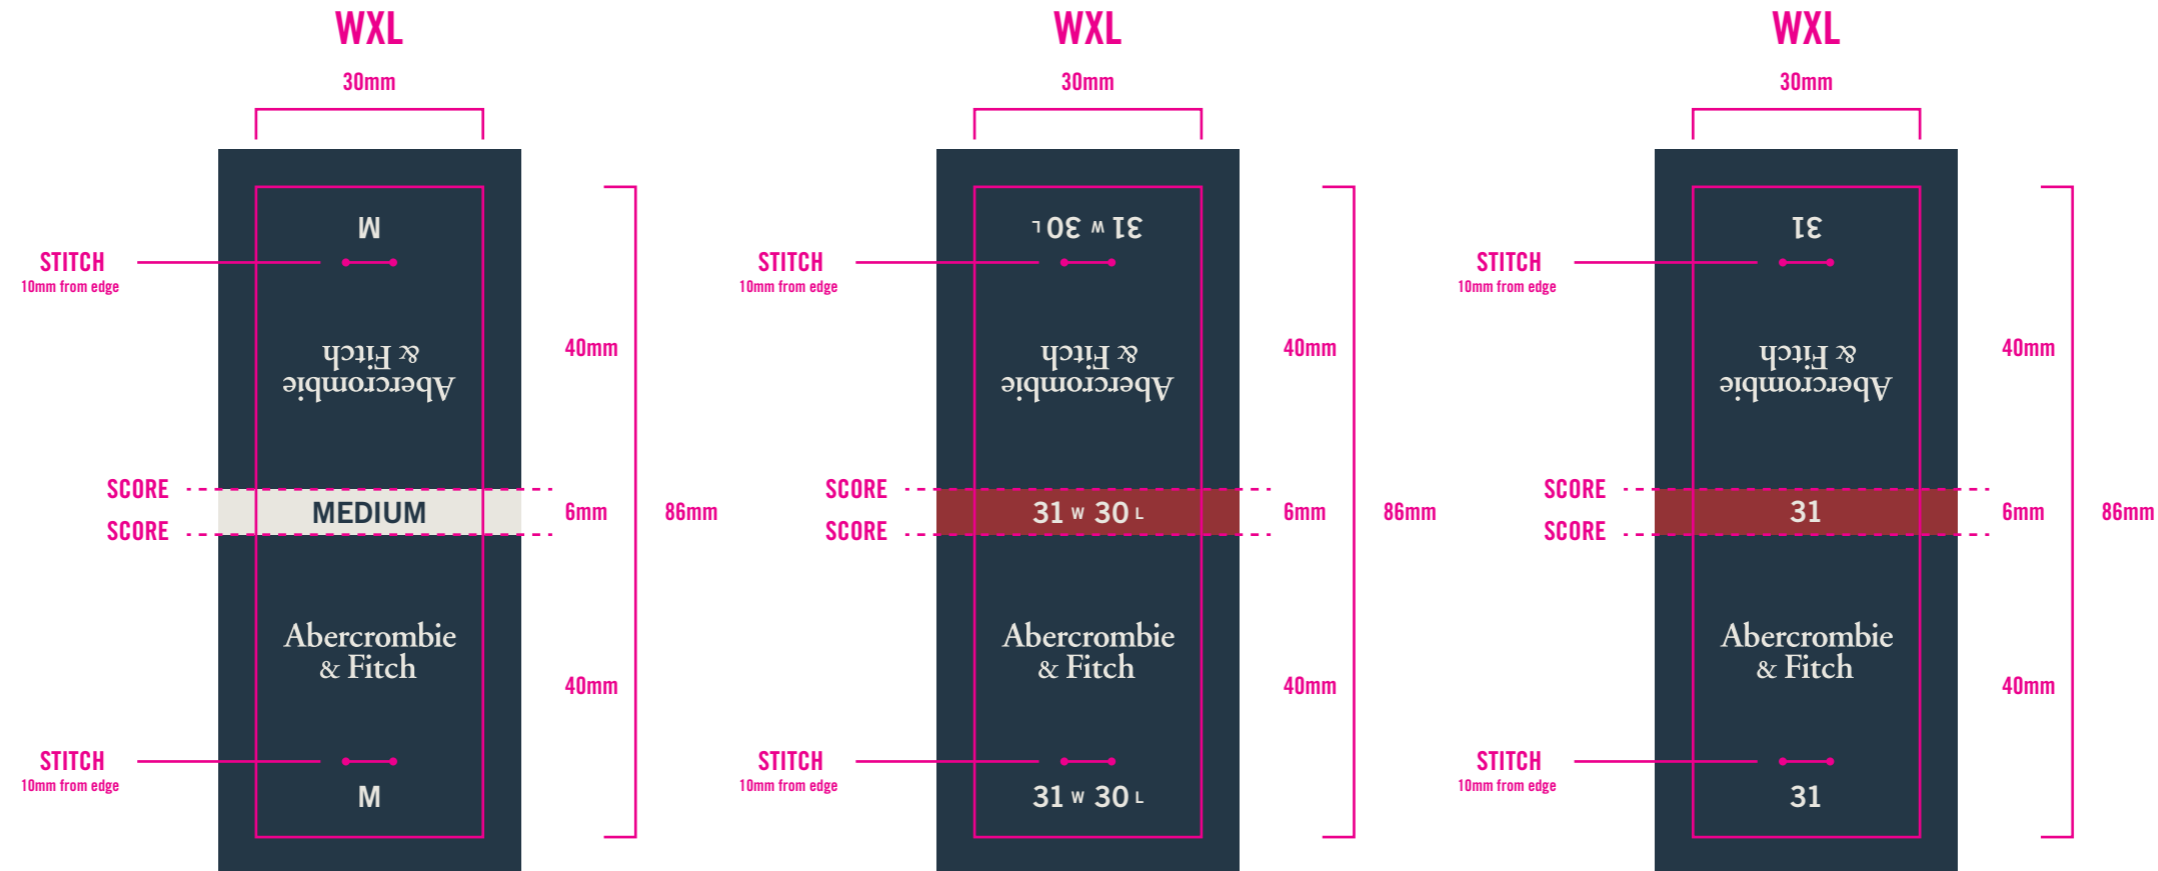 WXL
30mm
M
STITCH
10mm from edge
Abercrombie
& Fitch
40mm
SCORE
MEDIUM
6mm
86mm
SCORE
Abercrombie
& Fitch
40mm
STITCH
10mm from edge
M
WXL
30mm
31 W 30 L
STITCH
10mm from edge
Abercrombie
& Fitch
40mm
SCORE
31 W 30 L
6mm
86mm
SCORE
Abercrombie
& Fitch
40mm
STITCH
10mm from edge
31 W 30 L
WXL
30mm
31
STITCH
10mm from edge
Abercrombie
& Fitch
40mm
SCORE
31
6mm
86mm
SCORE
Abercrombie
& Fitch
40mm
STITCH
10mm from edge
31